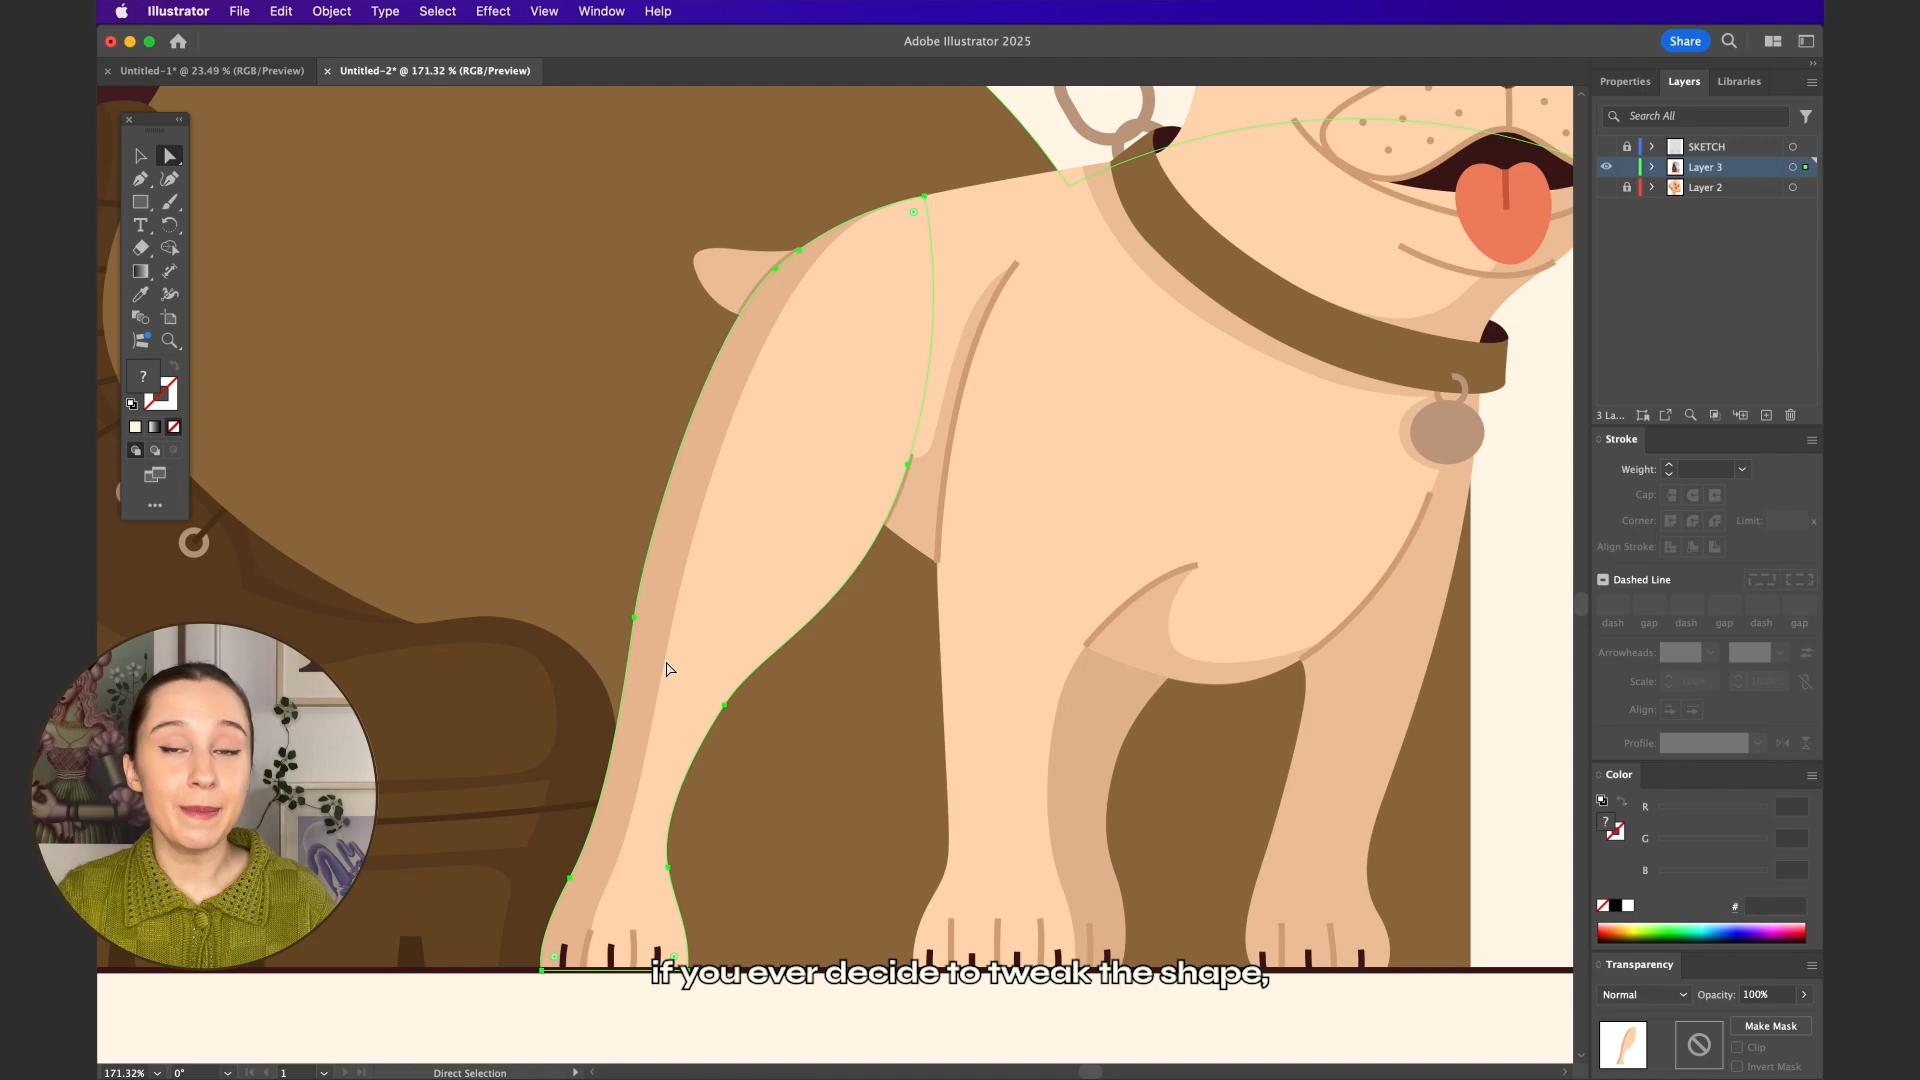 Illustrator File Edit Object Type Select Effect View Window Help
Adobe Illustrator 2025
Share
Untitled-1* @ 23.49 % (RGB/Preview)
Untitled-2* @ 171.32 % (RGB/Preview)
Properties Layers Libraries
Search All
SKETCH
Layer 3
Layer 2
?
3 La...
Stroke
Weight:
Cap:
Corner: Limit: x
Align Stroke:
Dashed Line
dash gap dash gap dash gap
Arrowheads:
Scale: 100% 100%
Align:
Profile:
Color
R
?
G
B
#
Transparency
Normal Opacity: 100%
Make Mask
Clip
Invert Mask
if you ever decide to tweak the shape,
171.32% 0° 1 Direct Selection